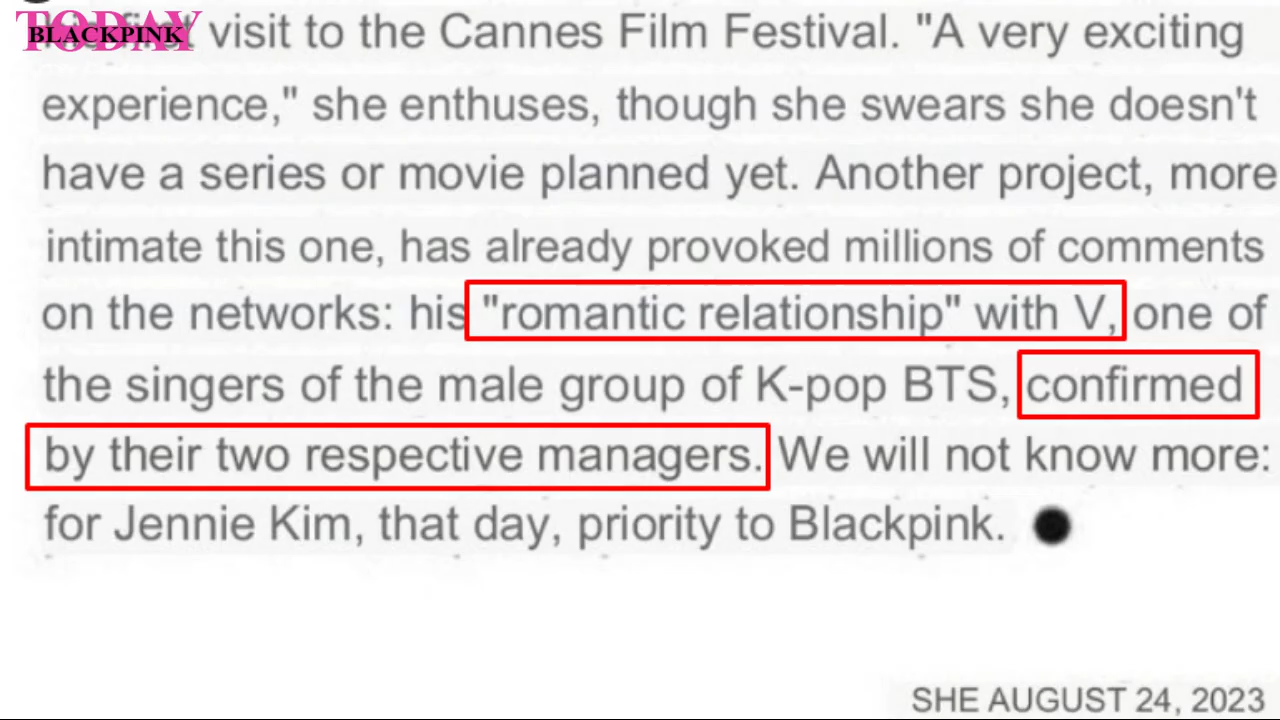 TODAY
BLACKPINK
first visit to the Cannes Film Festival. "A very exciting
experience," she enthuses, though she swears she doesn't
have a series or movie planned yet. Another project, more
intimate this one, has already provoked millions of comments
on the networks: his "romantic relationship" with V, one of
the singers of the male group of K-pop BTS, confirmed
by their two respective managers. We will not know more:
for Jennie Kim, that day, priority to Blackpink.
SHE AUGUST 24, 2023